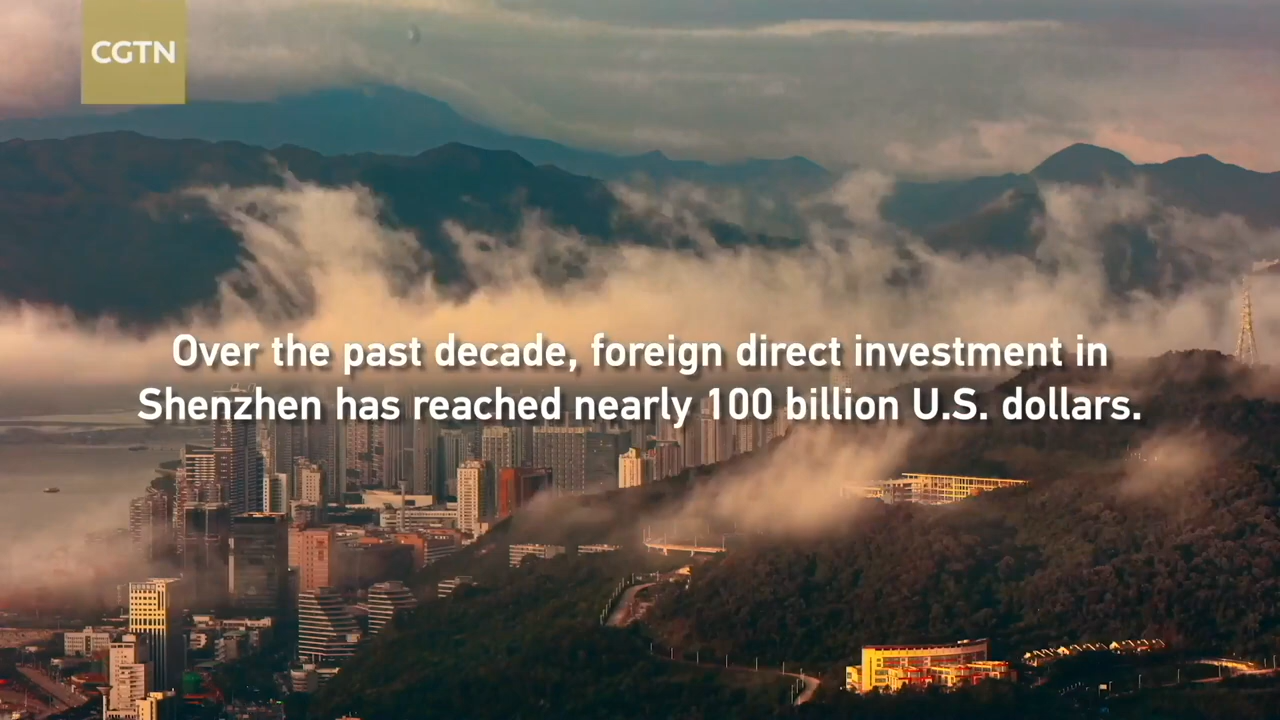 CGTN
Over the past decade, foreign direct investment in
Shenzhen has reached nearly 100 billion U.S. dollars.